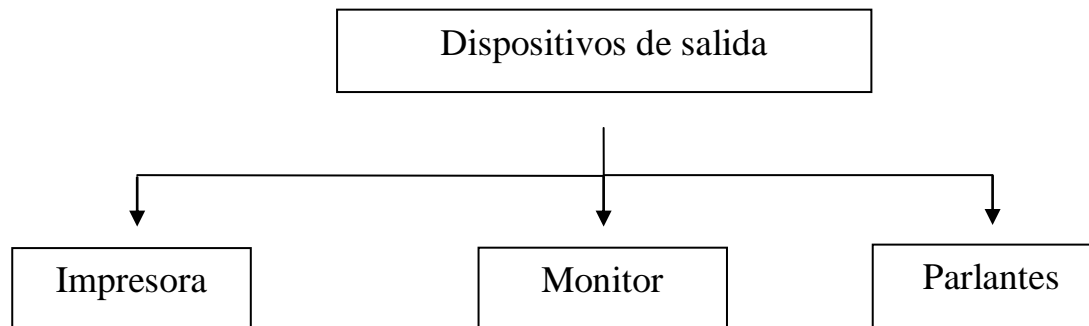 Dispositivos de salida
Impresora
Monitor
Parlantes